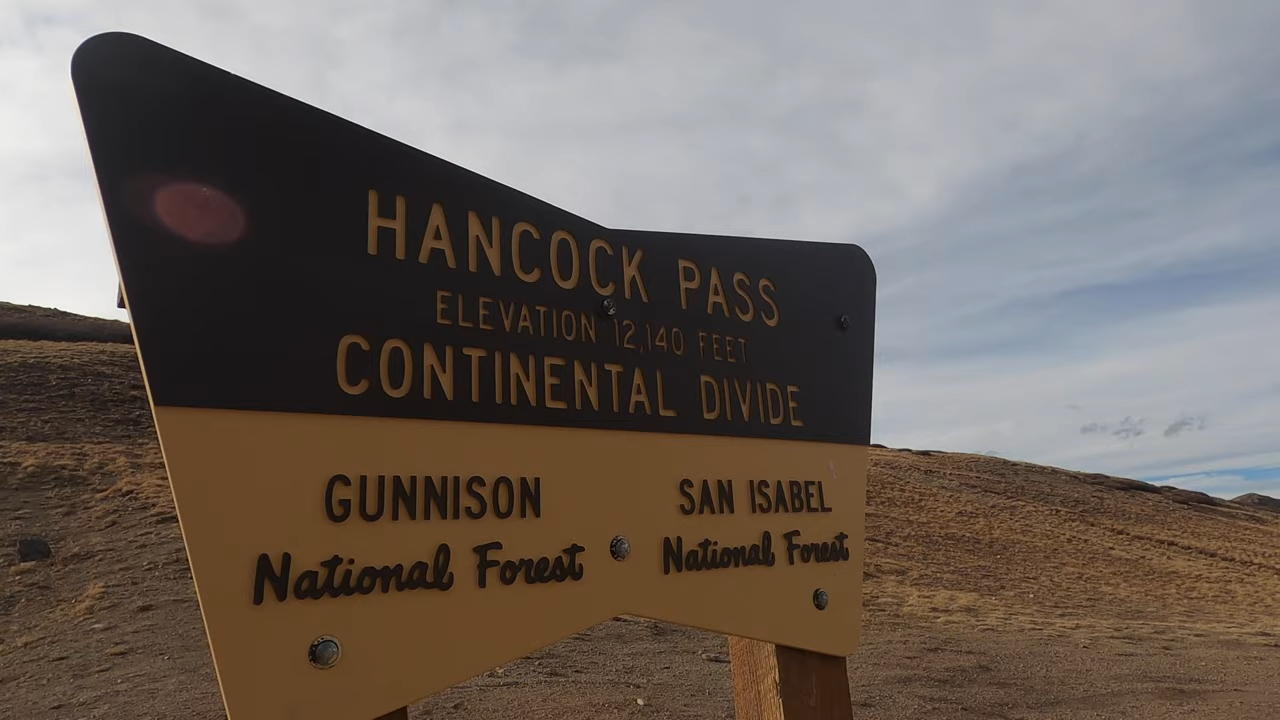 HANCOCK PASS
ELEVATION 12,140 FEET
CONTINENTAL DIVIDE
GUNNISON SAN ISABEL
National Forest National Forest